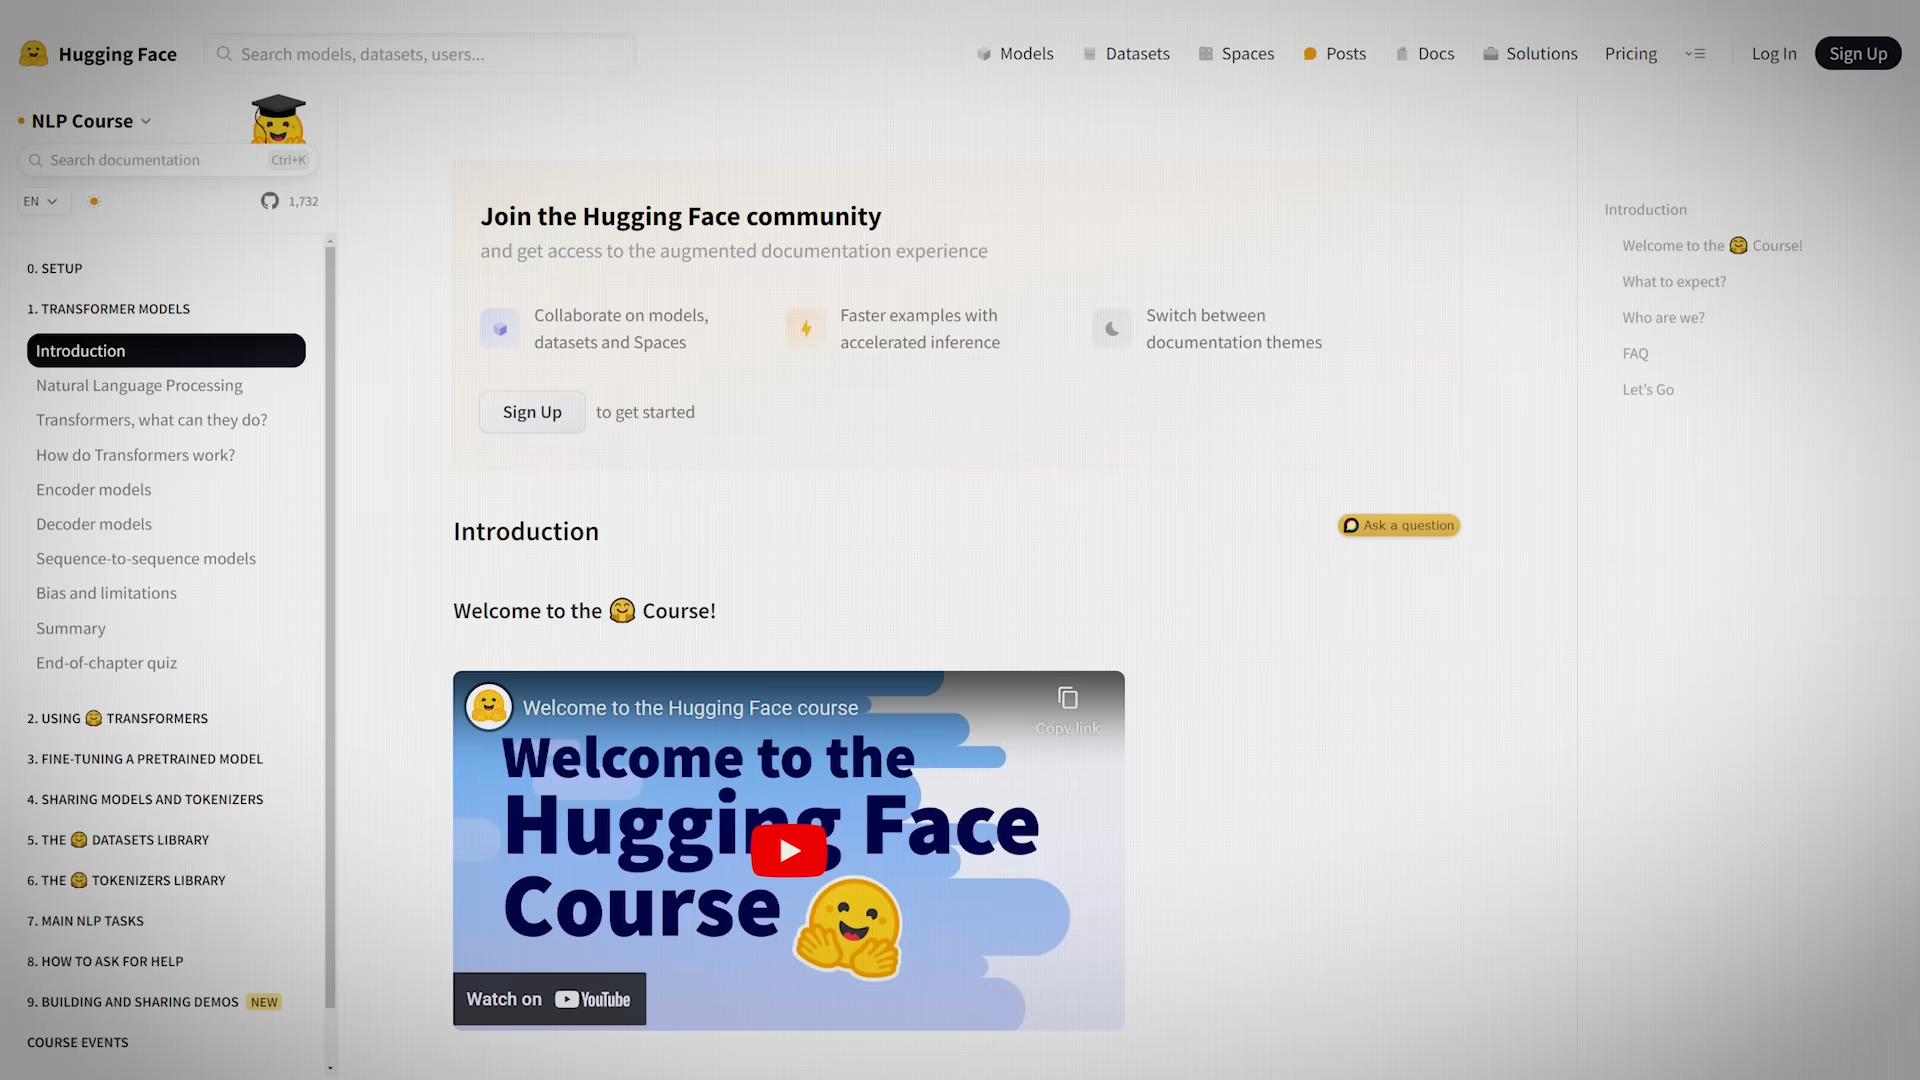 Hugging Face
Search models, datasets, users...
Models
Datasets
Spaces
Posts
Docs
Solutions
Pricing
Log In
Sign Up
NLP Course
Search documentation
Ctrl+K
EN
1,732
0. SETUP
1. TRANSFORMER MODELS
Introduction
Natural Language Processing
Transformers, what can they do?
How do Transformers work?
Encoder models
Decoder models
Sequence-to-sequence models
Bias and limitations
Summary
End-of-chapter quiz
2. USING 🤗 TRANSFORMERS
3. FINE-TUNING A PRETRAINED MODEL
4. SHARING MODELS AND TOKENIZERS
5. THE 🤗 DATASETS LIBRARY
6. THE 🤗 TOKENIZERS LIBRARY
7. MAIN NLP TASKS
8. HOW TO ASK FOR HELP
9. BUILDING AND SHARING DEMOS NEW
COURSE EVENTS
Join the Hugging Face community
and get access to the augmented documentation experience
Collaborate on models,
datasets and Spaces
Faster examples with
accelerated inference
Switch between
documentation themes
Sign Up to get started
Introduction
Ask a question
Welcome to the 🤗 Course!
Welcome to the Hugging Face course
Copy link
Welcome to the
Hugging Face
Course
Watch on YouTube
Introduction
Welcome to the 🤗 Course!
What to expect?
Who are we?
FAQ
Let's Go